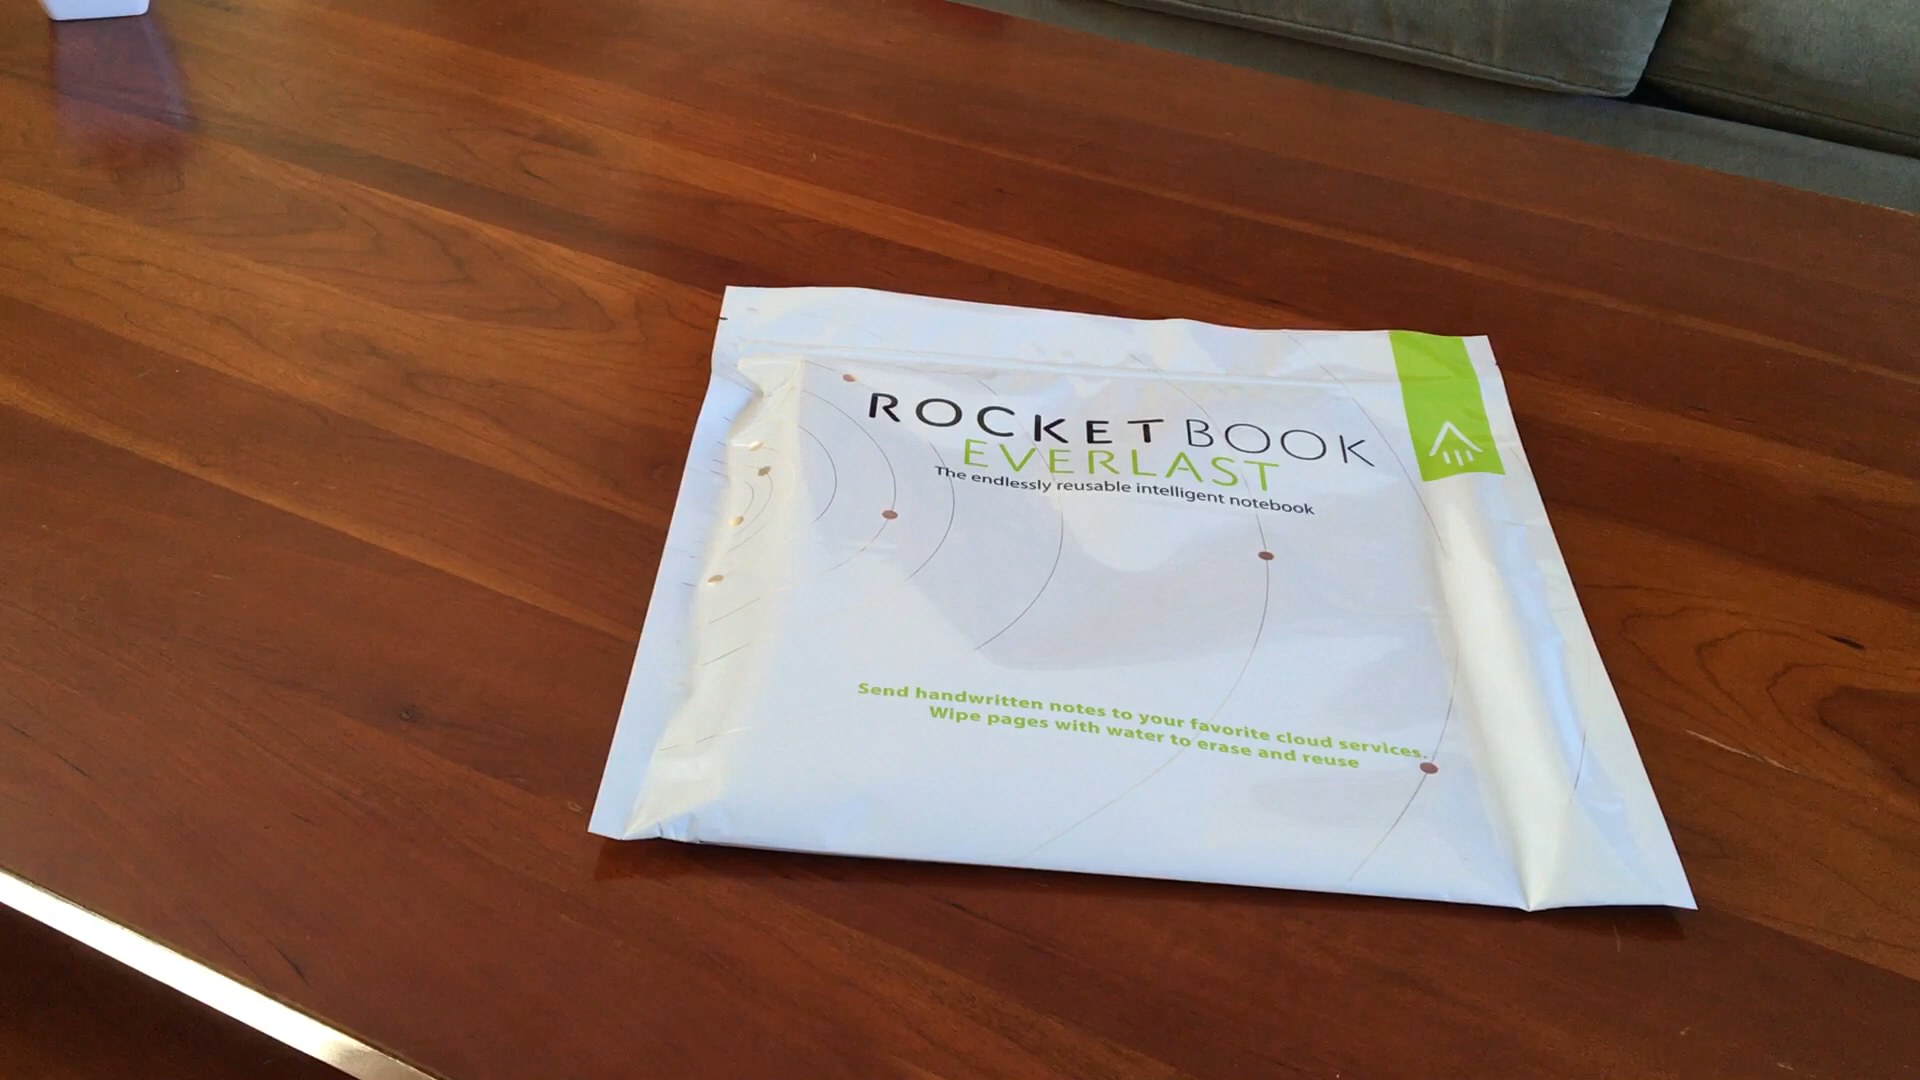 ROCKETBOOK
EVERLAST
The endlessly reusable intelligent notebook
Send handwritten notes to your favorite cloud services.
Wipe pages with water to erase and reuse